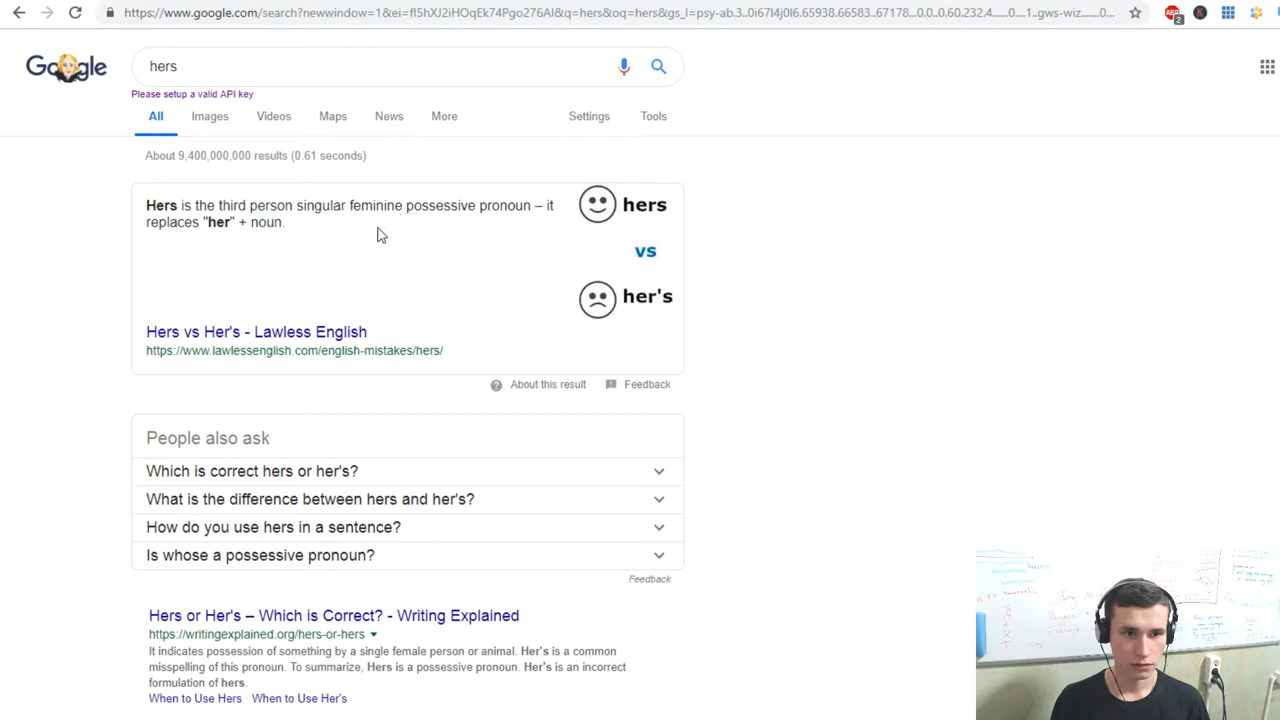 https://www.google.com/search?newwindow=1&ei=fl5hXJ2iHOqEk74Pgo276AI&q=hers&oq=hers&gs_l=psy-ab.3..0i67l4j0l6.65938.66583..67178...0.0..0.60.232.4......0....1..gws-wiz.......0...
2
K
Google
hers
Please setup a valid API key
All Images Videos Maps News More Settings Tools
About 9,400,000,000 results (0.61 seconds)
Hers is the third person singular feminine possessive pronoun – it
replaces "her" + noun.
hers
vs
her's
Hers vs Her's - Lawless English
https://www.lawlessenglish.com/english-mistakes/hers/
About this result Feedback
People also ask
Which is correct hers or her's?
What is the difference between hers and her's?
How do you use hers in a sentence?
Is whose a possessive pronoun?
Feedback
Hers or Her's – Which is Correct? - Writing Explained
https://writingexplained.org/hers-or-hers
It indicates possession of something by a single female person or animal. Her's is a common
misspelling of this pronoun. To summarize, Hers is a possessive pronoun. Her's is an incorrect
formulation of hers.
When to Use Hers · When to Use Her's